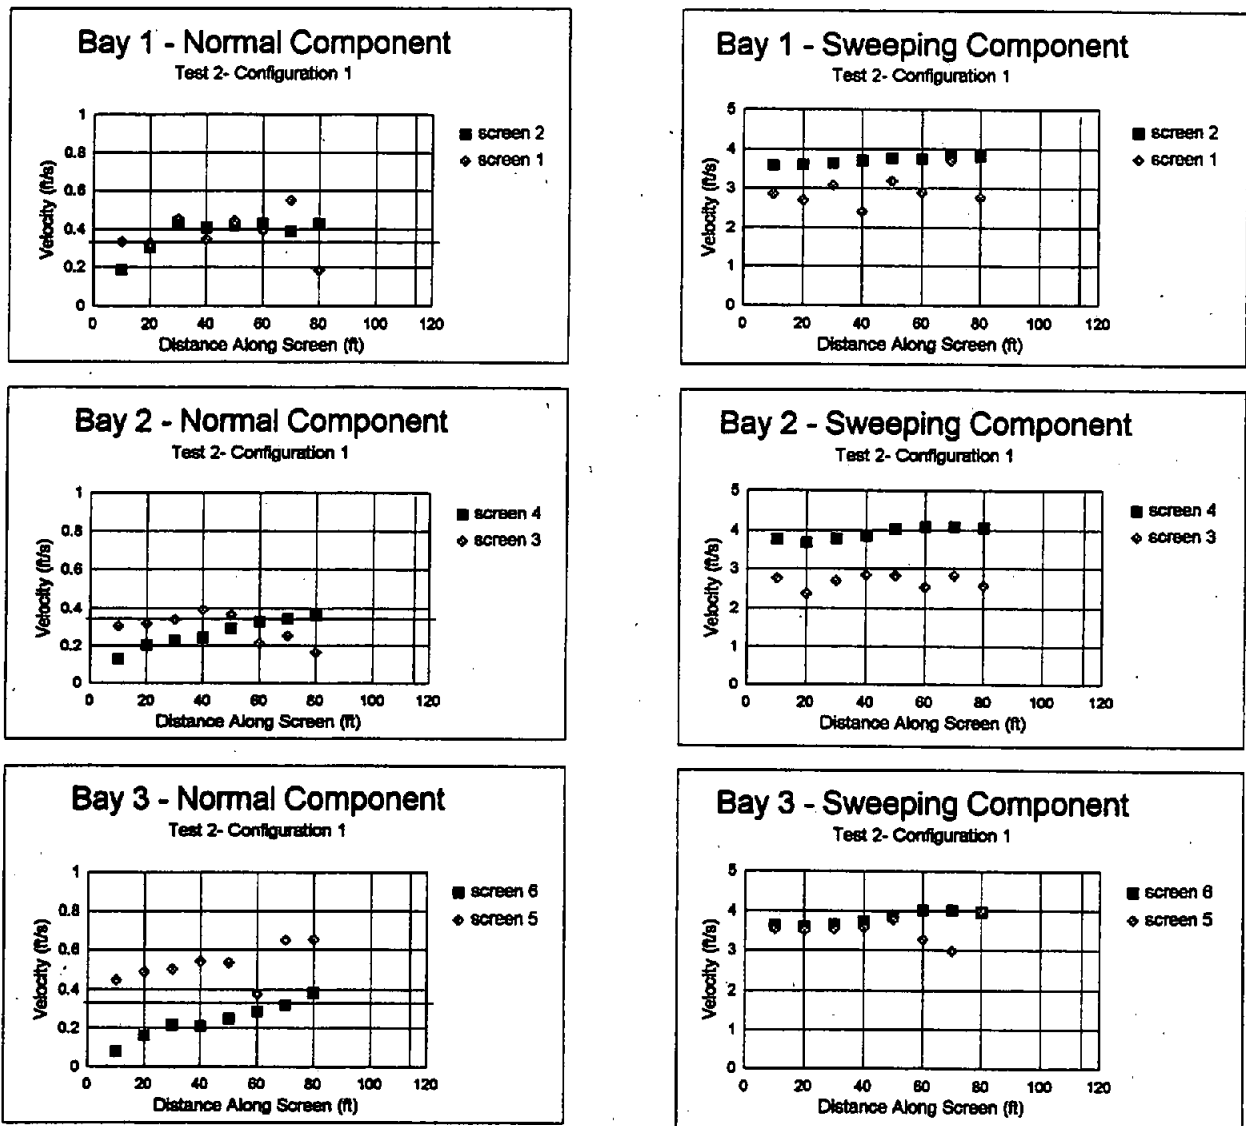 Bay 1 - Normal Component
Test 2- Configuration 1
1
0.8
0.6
0.4
0.2
0
Velocity (ft/s)
0 20 40 60 80 100 120
Distance Along Screen (ft)
screen 2
screen 1
Bay 1 - Sweeping Component
Test 2- Configuration 1
5
4
3
2
1
0
Velocity (ft/s)
0 20 40 60 80 100 120
Distance Along Screen (ft)
screen 2
screen 1
Bay 2 - Normal Component
Test 2- Configuration 1
1
0.8
0.6
0.4
0.2
0
Velocity (ft/s)
0 20 40 60 80 100 120
Distance Along Screen (ft)
screen 4
screen 3
Bay 2 - Sweeping Component
Test 2- Configuration 1
5
4
3
2
1
0
Velocity (ft/s)
0 20 40 60 80 100 120
Distance Along Screen (ft)
screen 4
screen 3
Bay 3 - Normal Component
Test 2- Configuration 1
1
0.8
0.6
0.4
0.2
0
Velocity (ft/s)
0 20 40 60 80 100 120
Distance Along Screen (ft)
screen 6
screen 5
Bay 3 - Sweeping Component
Test 2- Configuration 1
5
4
3
2
1
0
Velocity (ft/s)
0 20 40 60 80 100 120
Distance Along Screen (ft)
screen 6
screen 5